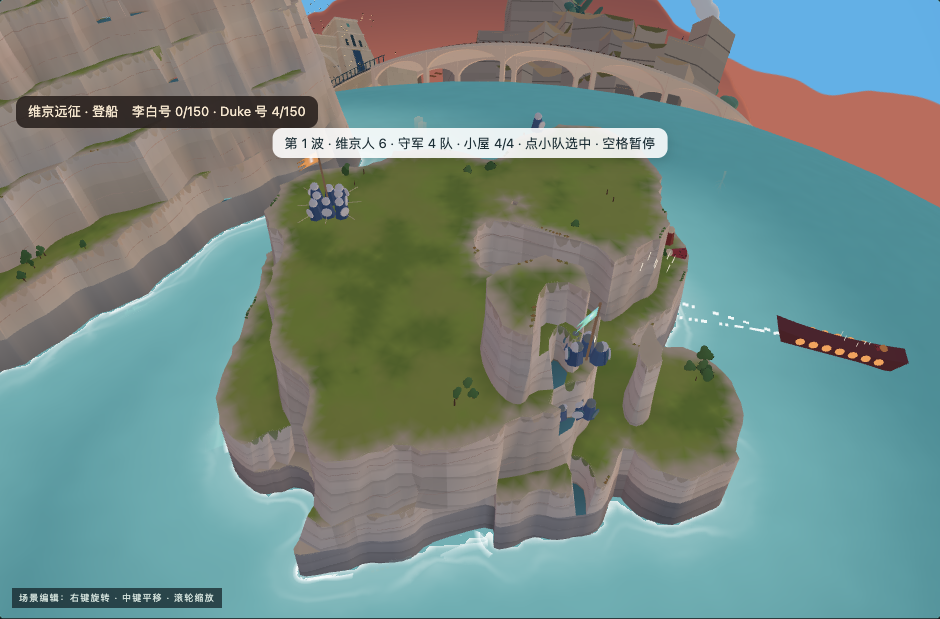 维京远征 · 登船 李白号 0/150 · Duke 号 4/150
第 1 波 · 维京人 6 · 守军 4 队 · 小屋 4/4 · 点小队选中 · 空格暂停
场景编辑：右键旋转 · 中键平移 · 滚轮缩放